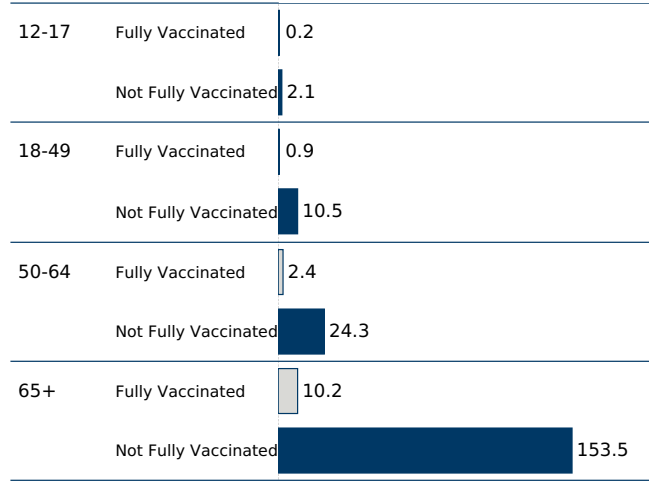 12-17 Fully Vaccinated 0.2
Not Fully Vaccinated 2.1
18-49 Fully Vaccinated 0.9
Not Fully Vaccinated 10.5
50-64 Fully Vaccinated 2.4
Not Fully Vaccinated 24.3
65+ Fully Vaccinated 10.2
Not Fully Vaccinated 153.5